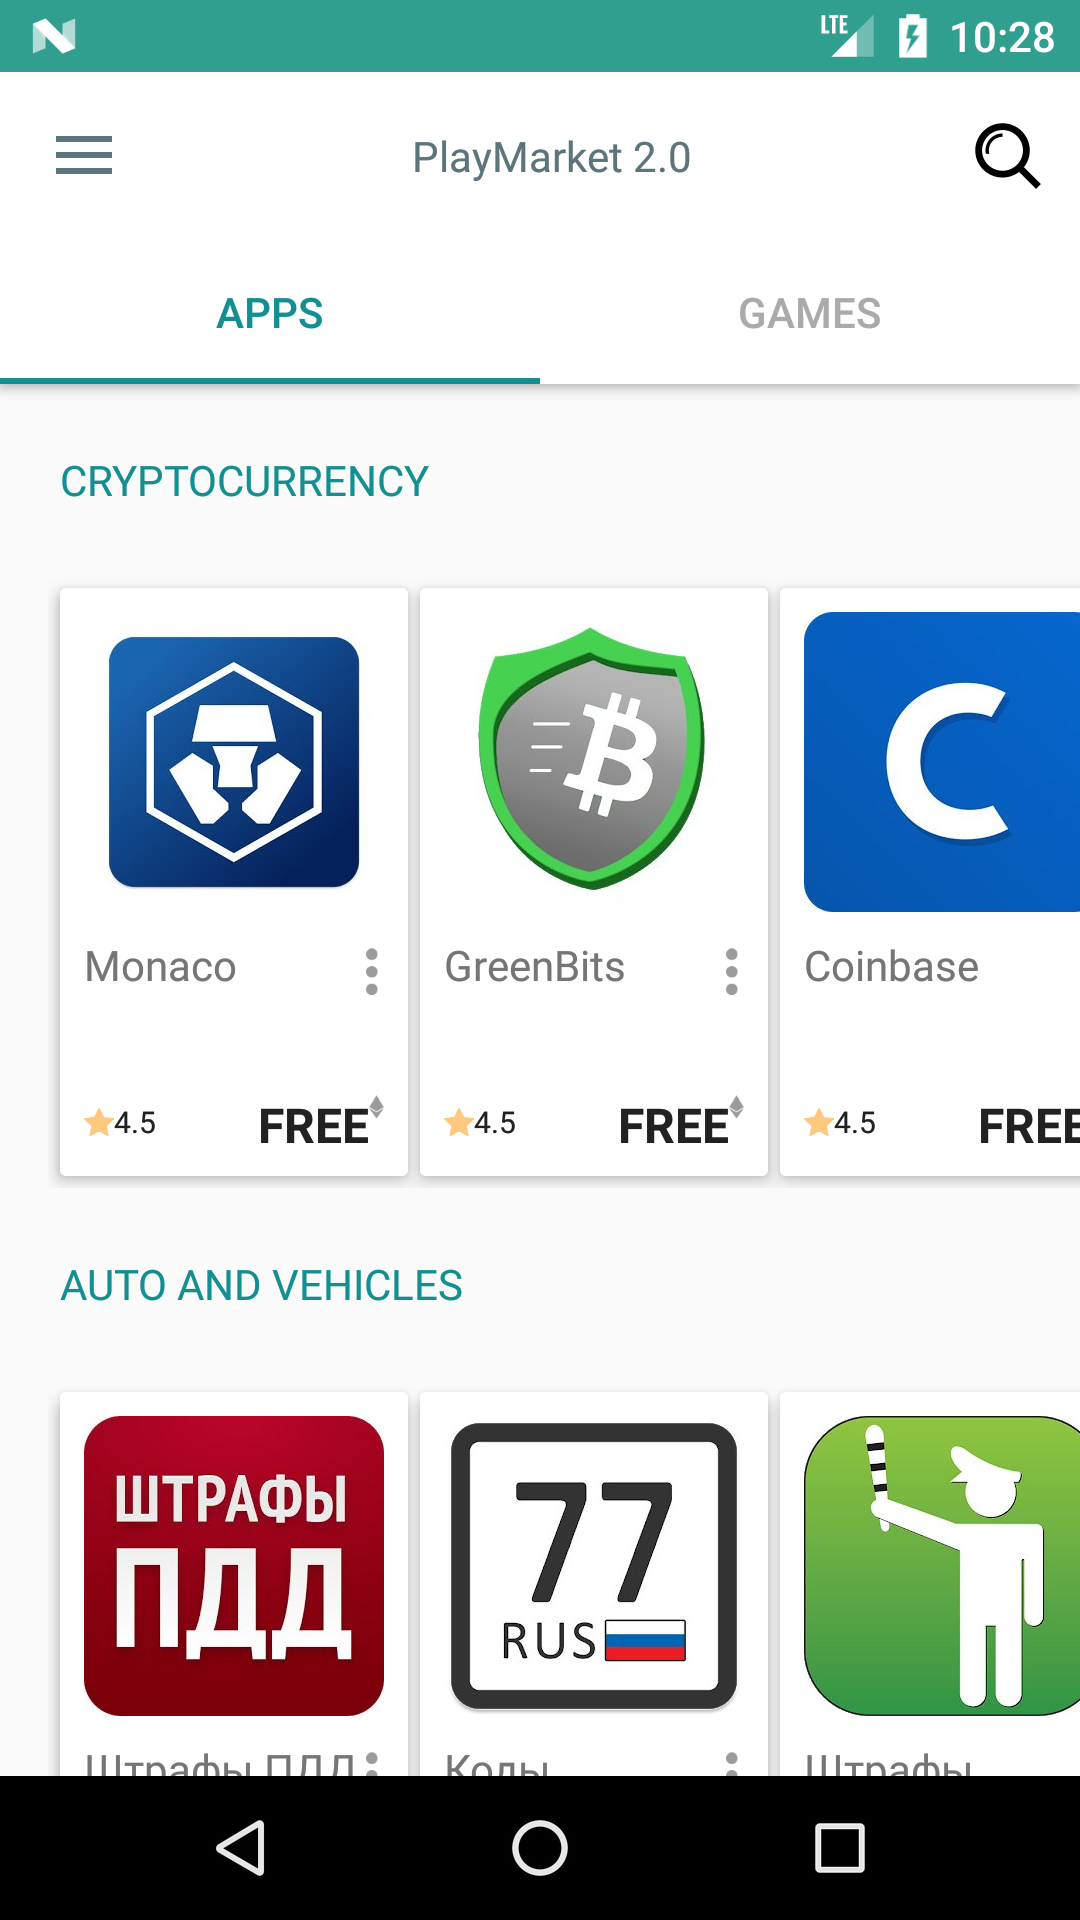 LTE 10:28
PlayMarket 2.0
APPS GAMES
CRYPTOCURRENCY
Monaco GreenBits Coinbase
4.5 FREE 4.5 FREE 4.5 FREE
AUTO AND VEHICLES
ШТРАФЫ
ПДД
77
RUS
Штрафы ПДД Коды Штрафы